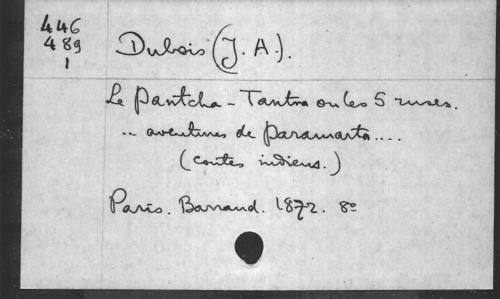 446
489
1
Dubois (J. A.).
Le Pantcha-Tantra ou les 5 ruses.
.. aventures de Paramarta....
(contes indiens.)
Paris. Barraud. 1872. 8º